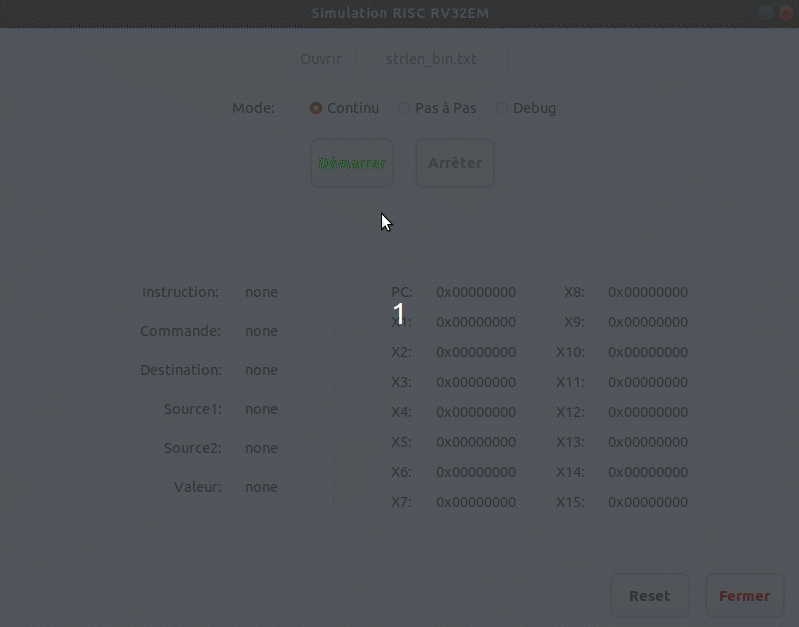 Simulation RISC RV32EM
Ouvrir strlen_bin.txt
Mode: Continu Pas à Pas Debug
Démarrer Arrêter
Instruction: none
Commande: none
Destination: none
Source1: none
Source2: none
Valeur: none
PC: 0x00000000 X8: 0x00000000
1
X1: 0x00000000 X9: 0x00000000
X2: 0x00000000 X10: 0x00000000
X3: 0x00000000 X11: 0x00000000
X4: 0x00000000 X12: 0x00000000
X5: 0x00000000 X13: 0x00000000
X6: 0x00000000 X14: 0x00000000
X7: 0x00000000 X15: 0x00000000
Reset Fermer